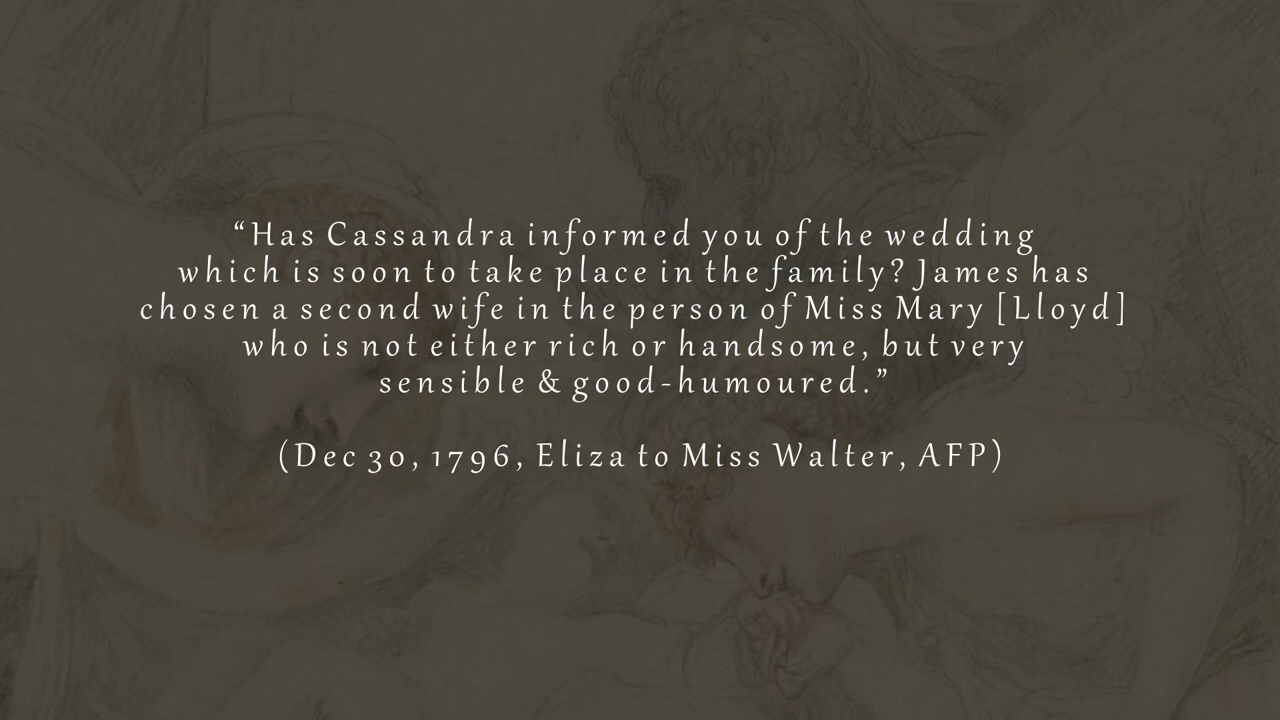 “Has Cassandra informed you of the wedding
which is soon to take place in the family? James has
chosen a second wife in the person of Miss Mary [Lloyd]
who is not either rich or handsome, but very
sensible & good-humoured.”
(Dec 30, 1796, Eliza to Miss Walter, AFP)